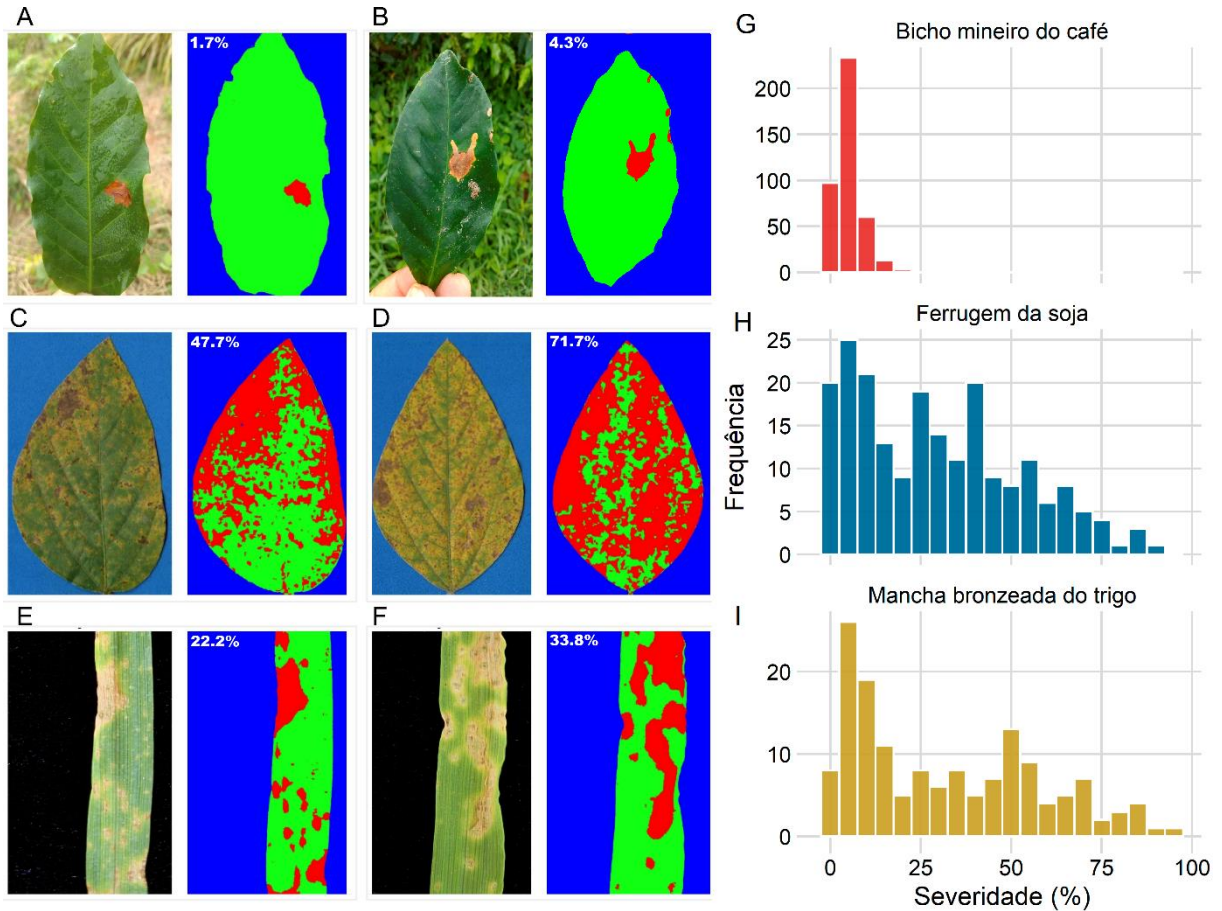 A
B
1.7%
4.3%
C
D
47.7%
71.7%
E
F
22.2%
33.8%
G
Bicho mineiro do café
200
150
100
50
0
H
Ferrugem da soja
25
20
15
10
5
0
Frequência
I
Mancha bronzeada do trigo
20
10
0
0 25 50 75 100
Severidade (%)